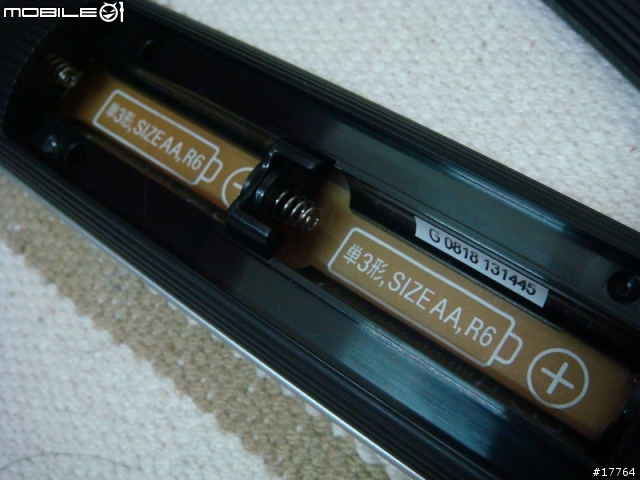 MOBILE01
単3形,SIZE AA,R6
G 0818 131445
単3形,SIZE AA,R6
#17764